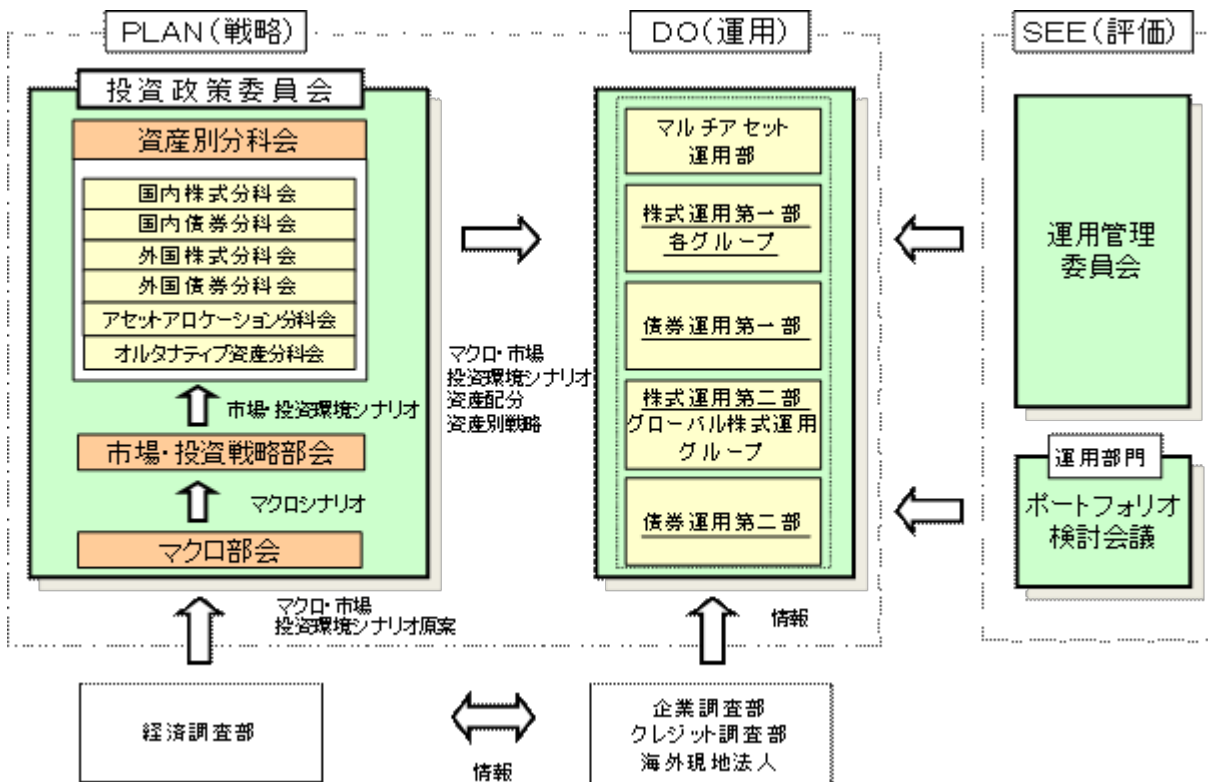 PLAN(戦略)
投資政策委員会
資産別分科会
国内株式分科会
国内債券分科会
外国株式分科会
外国債券分科会
アセットアロケーション分科会
オルタナティブ資産分科会
市場・投資環境シナリオ
市場・投資戦略部会
マクロシナリオ
マクロ部会
マクロ・市場
投資環境シナリオ原案
経済調査部
マクロ・市場
投資環境シナリオ
資産配分
資産別戦略
DO(運用)
マルチアセット
運用部
株式運用第一部
各グループ
債券運用第一部
株式運用第二部
グローバル株式運用
グループ
債券運用第二部
情報
企業調査部
クレジット調査部
海外現地法人
情報
SEE(評価)
運用管理
委員会
運用部門
ポートフォリオ
検討会議